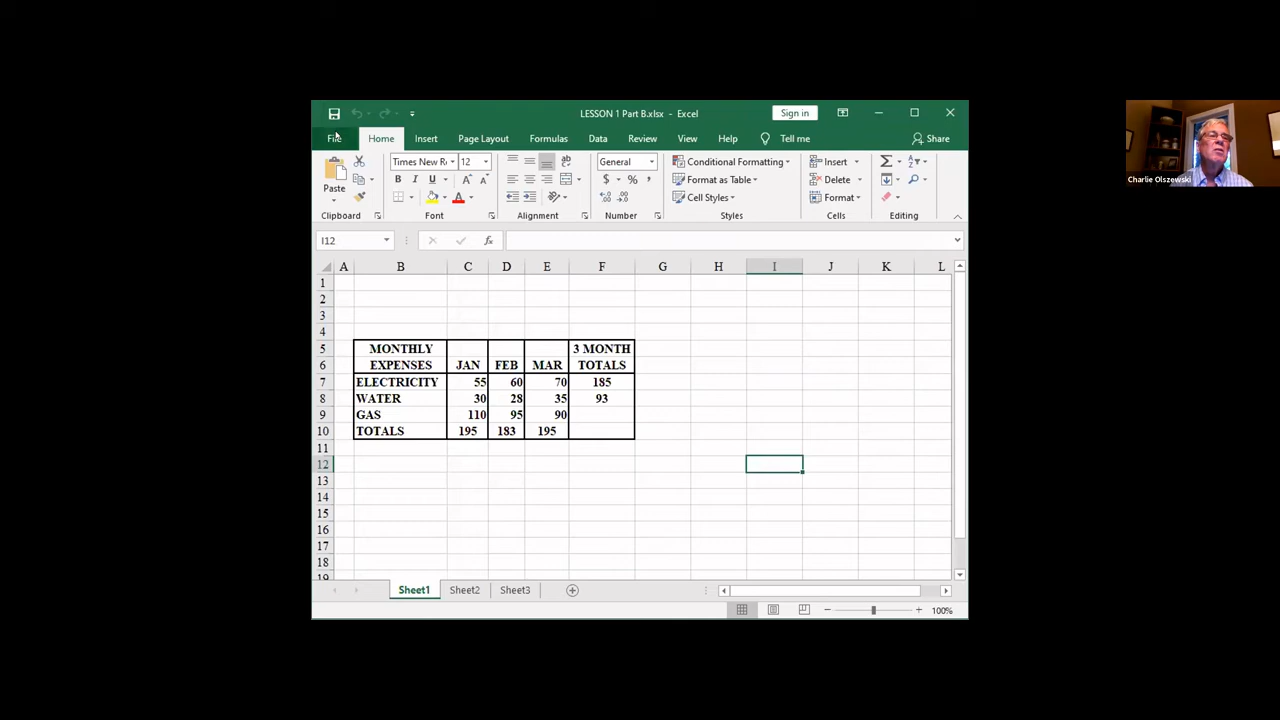 LESSON 1 Part B.xlsx - Excel
Sign in
File Home Insert Page Layout Formulas Data Review View Help Tell me Share
Times New R 12 General Conditional Formatting Insert
Paste B I U A A $ % , Format as Table Delete
Cell Styles Format
Clipboard Font Alignment Number Styles Cells Editing
I12 fx
A B C D E F G H I J K L
1
2
3
4
5 MONTHLY 3 MONTH
6 EXPENSES JAN FEB MAR TOTALS
7 ELECTRICITY 55 60 70 185
8 WATER 30 28 35 93
9 GAS 110 95 90
10 TOTALS 195 183 195
11
12
13
14
15
16
17
18
19
Sheet1 Sheet2 Sheet3
100%
Charlie Olszewski